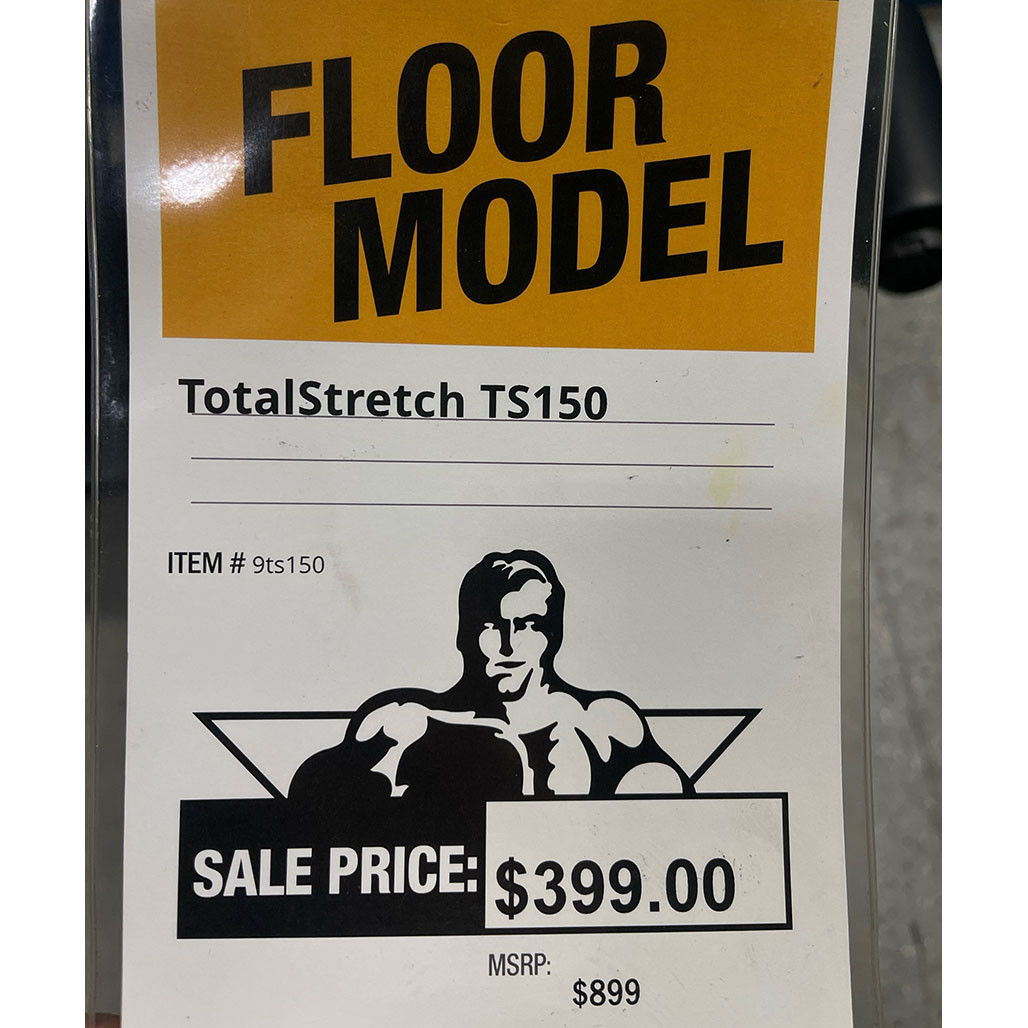 FLOOR
MODEL
TotalStretch TS150
ITEM # 9ts150
SALE PRICE: $399.00
MSRP:
$899